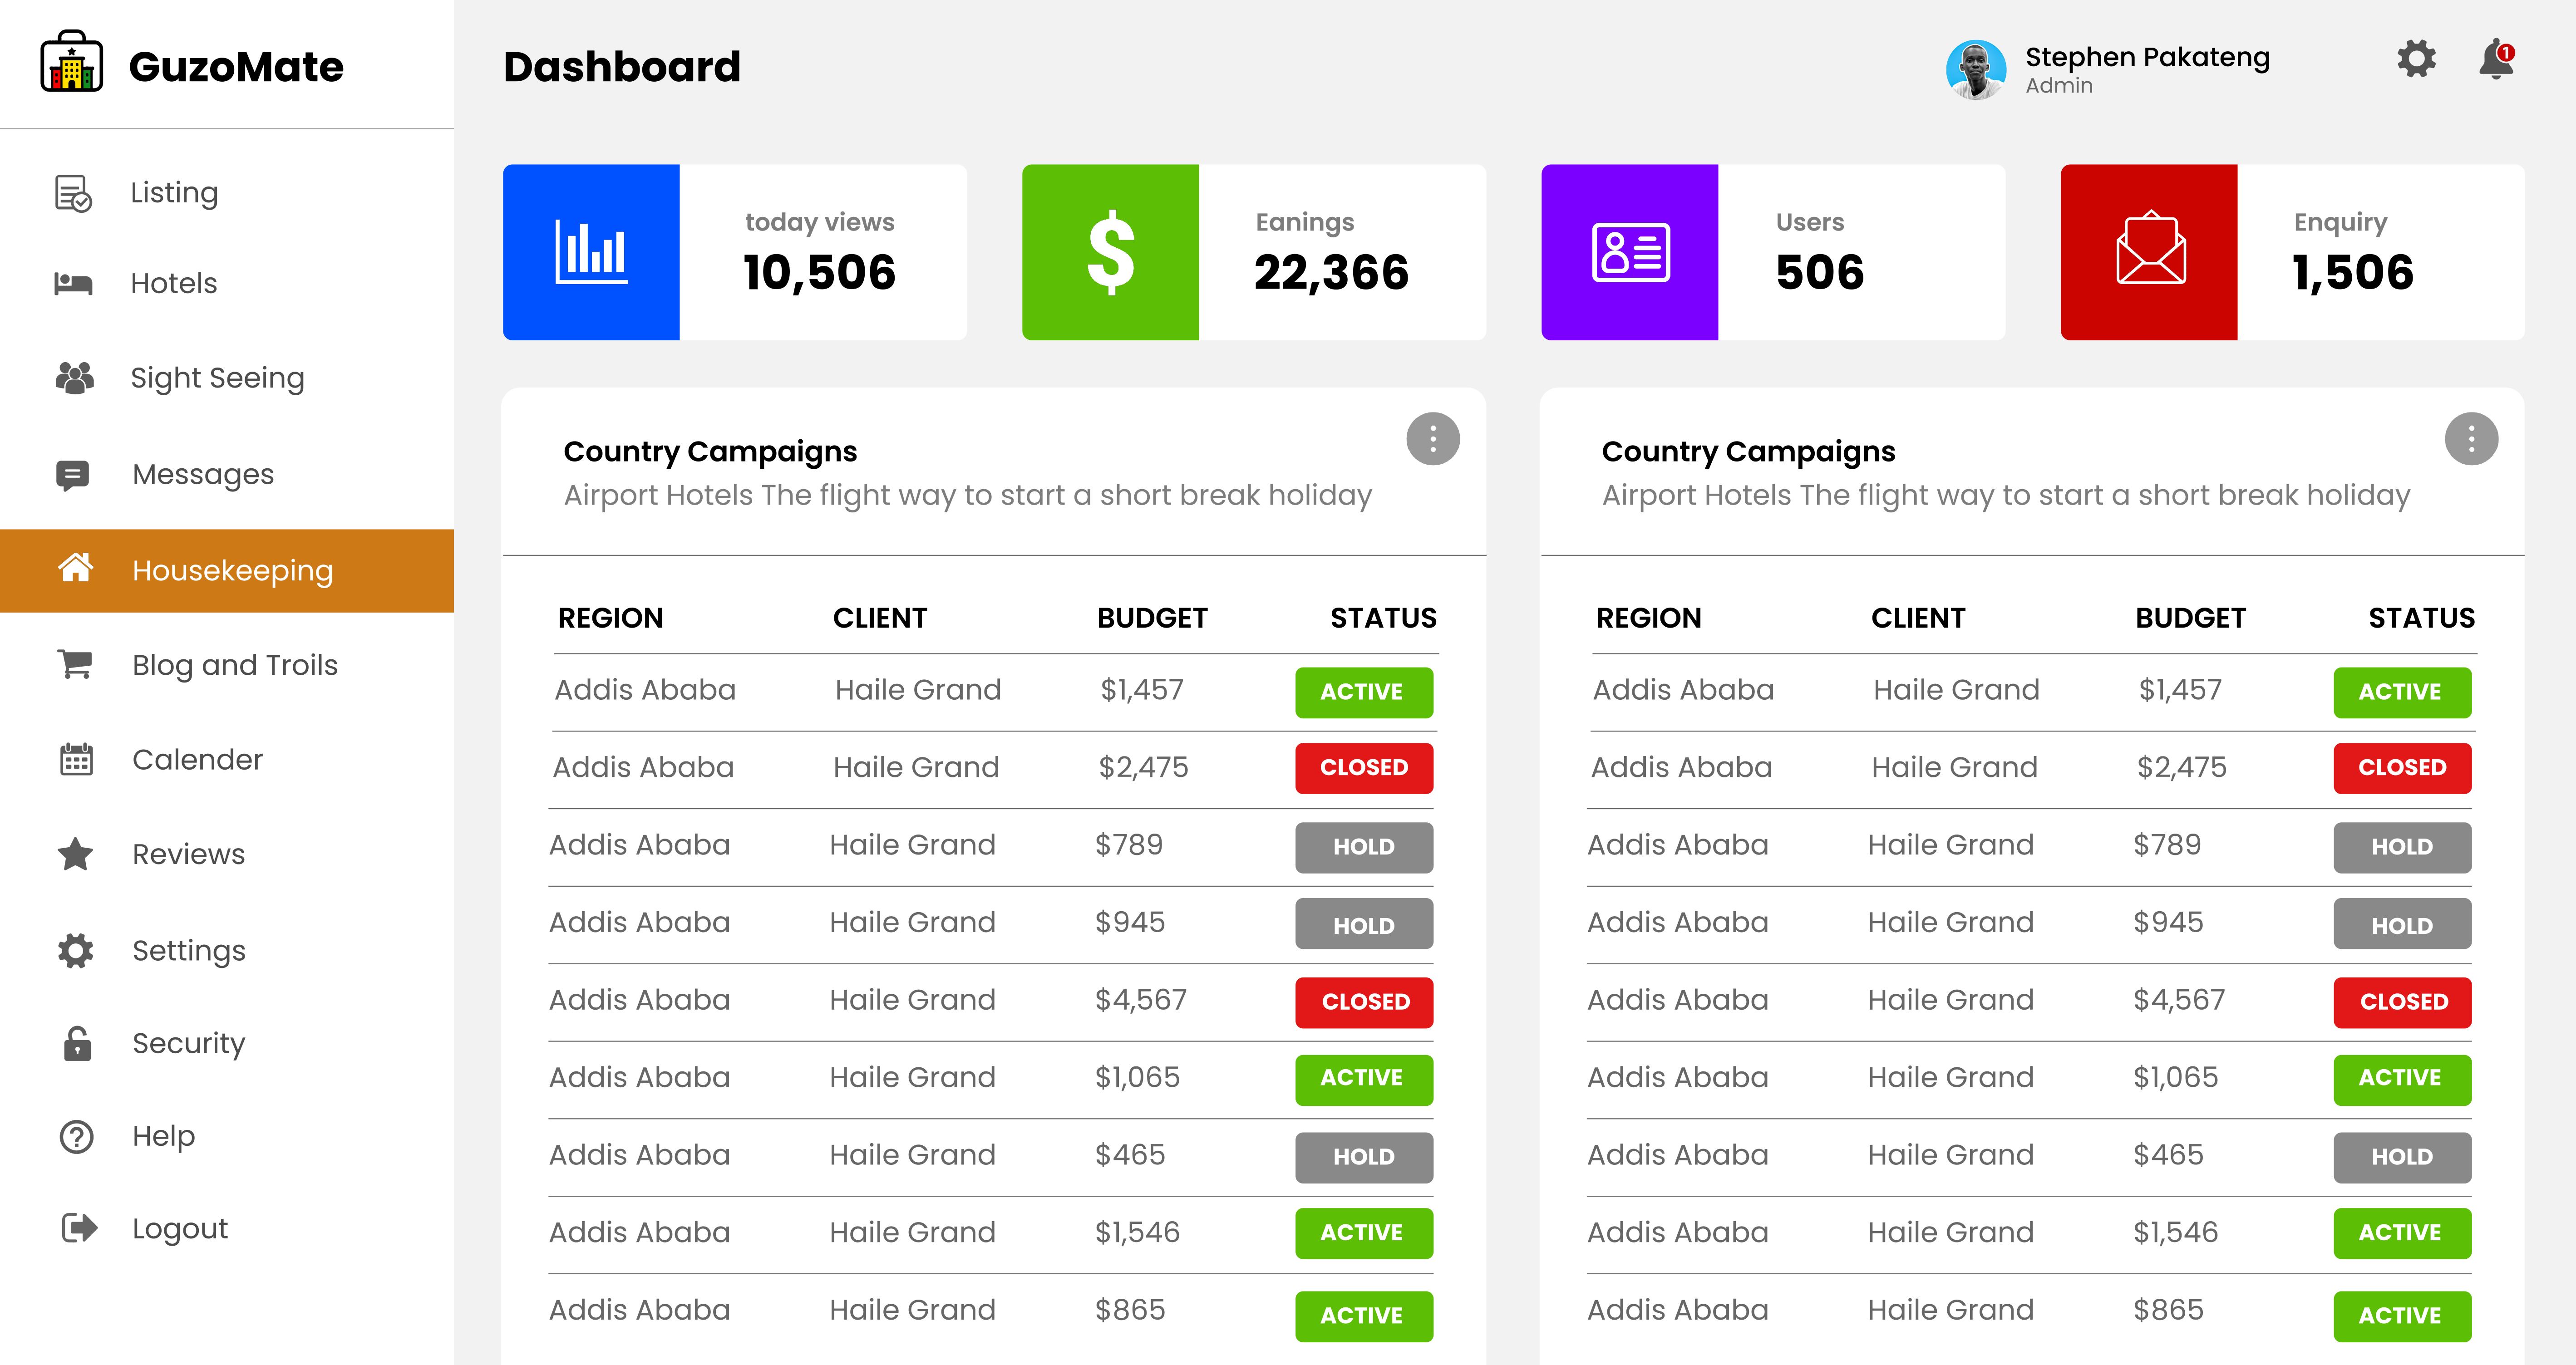 GuzoMate
Dashboard
Stephen Pakateng
Admin
1
Listing
Hotels
Sight Seeing
Messages
Housekeeping
Blog and Troils
Calender
Reviews
Settings
Security
Help
Logout
today views
10,506
Eanings
22,366
Users
506
Enquiry
1,506
Country Campaigns
Airport Hotels The flight way to start a short break holiday
REGION CLIENT BUDGET STATUS
Addis Ababa Haile Grand $1,457 ACTIVE
Addis Ababa Haile Grand $2,475 CLOSED
Addis Ababa Haile Grand $789 HOLD
Addis Ababa Haile Grand $945 HOLD
Addis Ababa Haile Grand $4,567 CLOSED
Addis Ababa Haile Grand $1,065 ACTIVE
Addis Ababa Haile Grand $465 HOLD
Addis Ababa Haile Grand $1,546 ACTIVE
Addis Ababa Haile Grand $865 ACTIVE
Country Campaigns
Airport Hotels The flight way to start a short break holiday
REGION CLIENT BUDGET STATUS
Addis Ababa Haile Grand $1,457 ACTIVE
Addis Ababa Haile Grand $2,475 CLOSED
Addis Ababa Haile Grand $789 HOLD
Addis Ababa Haile Grand $945 HOLD
Addis Ababa Haile Grand $4,567 CLOSED
Addis Ababa Haile Grand $1,065 ACTIVE
Addis Ababa Haile Grand $465 HOLD
Addis Ababa Haile Grand $1,546 ACTIVE
Addis Ababa Haile Grand $865 ACTIVE